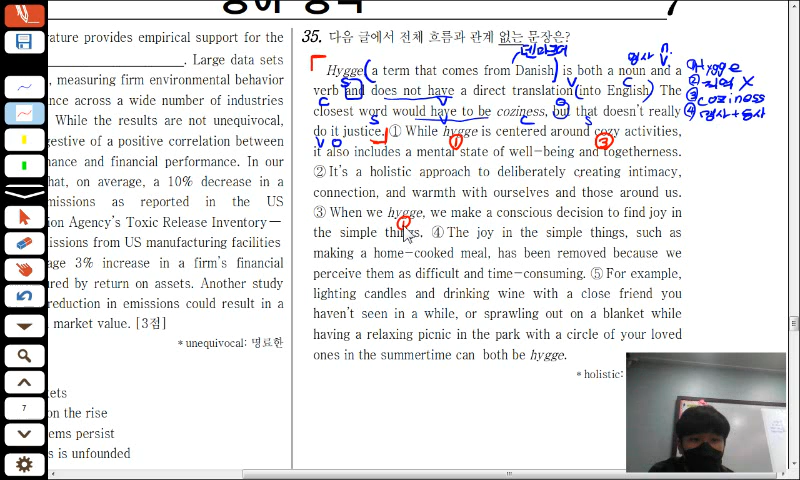 rature provides empirical support for the
. Large data sets
, measuring firm environmental behavior
nce across a wide number of industries
While the results are not unequivocal,
gestive of a positive correlation between
nance and financial performance. In our
hat, on average, a 10% decrease in a
missions as reported in the US
ion Agency's Toxic Release Inventory—
issions from US manufacturing facilities
age 3% increase in a firm's financial
ured by return on assets. Another study
reduction in emissions could result in a
market value. [3점]
* unequivocal: 명료한
kets
on the rise
ems persist
s is unfounded
7
35. 다음 글에서 전체 흐름과 관계 없는 문장은?
Hygge (a term that comes from Danish) is both a noun and a
verb and does not have a direct translation (into English) The
closest word would have to be coziness, but that doesn't really
do it justice. ① While hygge is centered around cozy activities,
it also includes a mental state of well-being and togetherness.
② It's a holistic approach to deliberately creating intimacy,
connection, and warmth with ourselves and those around us.
③ When we hygge, we make a conscious decision to find joy in
the simple things. ④ The joy in the simple things, such as
making a home-cooked meal, has been removed because we
perceive them as difficult and time-consuming. ⑤ For example,
lighting candles and drinking wine with a close friend you
haven't seen in a while, or sprawling out on a blanket while
having a relaxing picnic in the park with a circle of your loved
ones in the summertime can both be hygge.
* holistic:
덴마크어
명사 n.
v.
① Hygge
② 직역 X
③ Coziness
④ 명사+동사
7